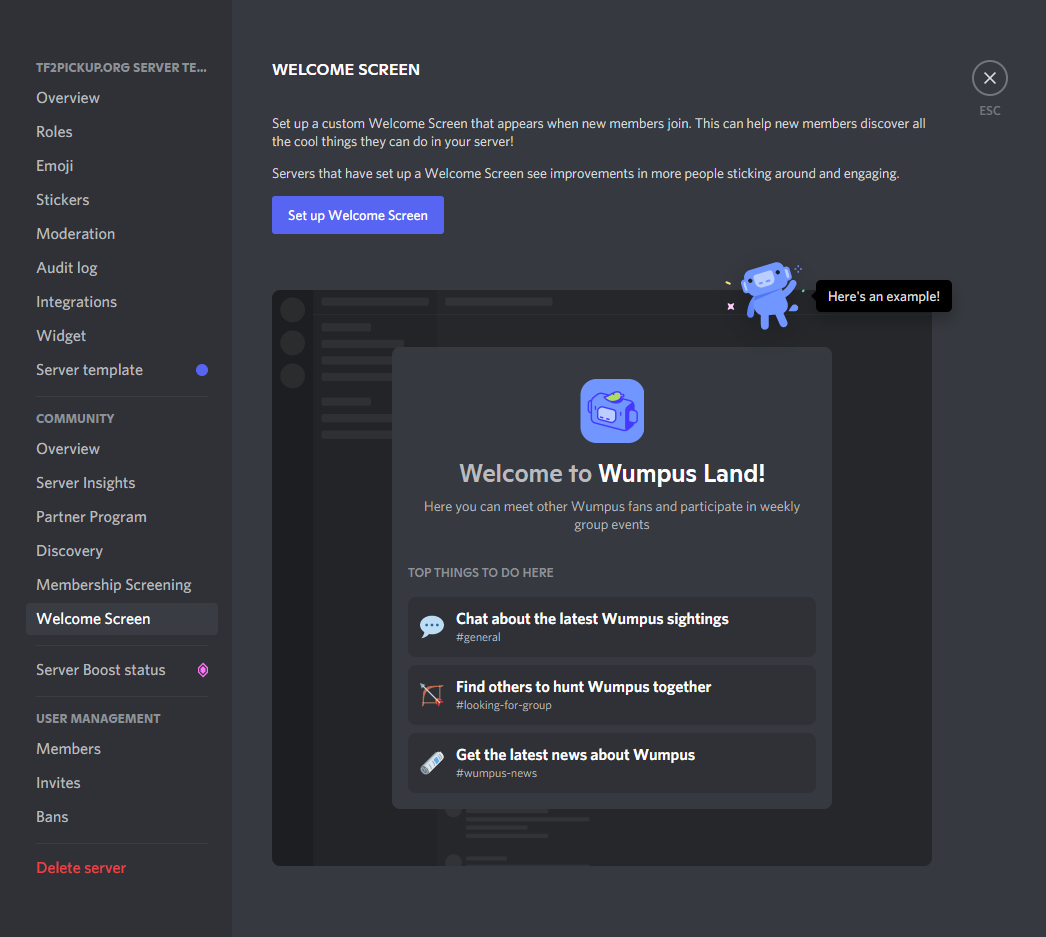 TF2PICKUP.ORG SERVER TE...
Overview
Roles
Emoji
Stickers
Moderation
Audit log
Integrations
Widget
Server template
COMMUNITY
Overview
Server Insights
Partner Program
Discovery
Membership Screening
Welcome Screen
Server Boost status
USER MANAGEMENT
Members
Invites
Bans
Delete server
WELCOME SCREEN
ESC
Set up a custom Welcome Screen that appears when new members join. This can help new members discover all
the cool things they can do in your server!
Servers that have set up a Welcome Screen see improvements in more people sticking around and engaging.
Set up Welcome Screen
Here's an example!
Welcome to Wumpus Land!
Here you can meet other Wumpus fans and participate in weekly
group events
TOP THINGS TO DO HERE
Chat about the latest Wumpus sightings
#general
Find others to hunt Wumpus together
#looking-for-group
Get the latest news about Wumpus
#wumpus-news